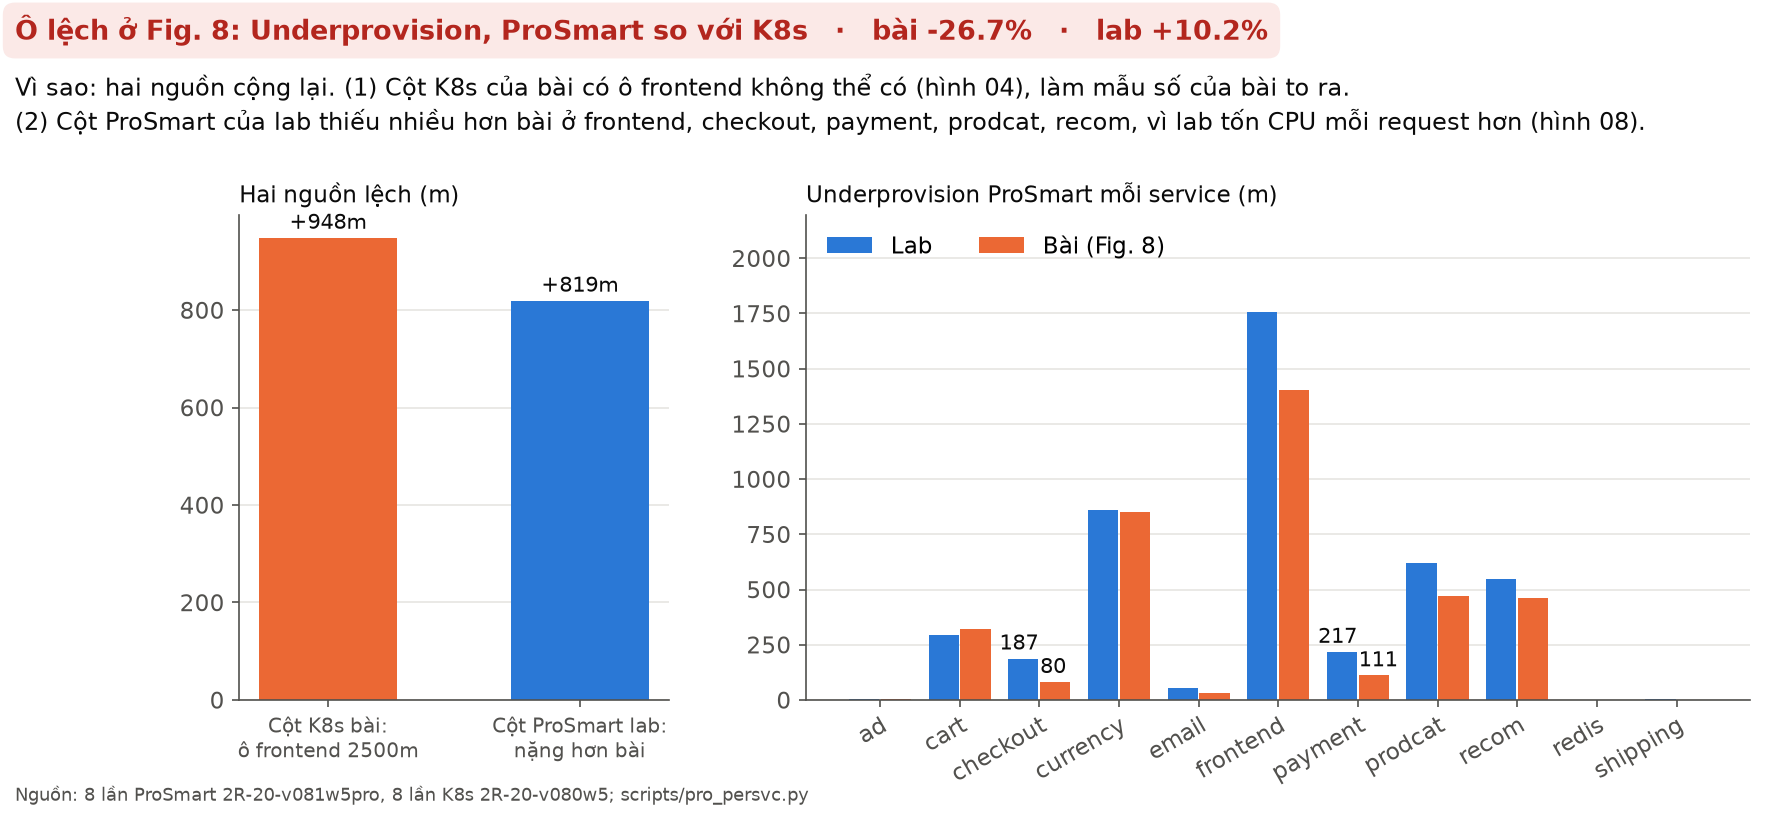 Ô lệch ở Fig. 8: Underprovision, ProSmart so với K8s · bài -26.7% · lab +10.2%
Vì sao: hai nguồn cộng lại. (1) Cột K8s của bài có ô frontend không thể có (hình 04), làm mẫu số của bài to ra.
(2) Cột ProSmart của lab thiếu nhiều hơn bài ở frontend, checkout, payment, prodcat, recom, vì lab tốn CPU mỗi request hơn (hình 08).
Hai nguồn lệch (m)
+948m
+819m
800
600
400
200
0
Cột K8s bài:
ô frontend 2500m
Cột ProSmart lab:
nặng hơn bài
Underprovision ProSmart mỗi service (m)
Lab
Bài (Fig. 8)
2000
1750
1500
1250
1000
750
500
250
0
187
80
217
111
ad
cart
checkout
currency
email
frontend
payment
prodcat
recom
redis
shipping
Nguồn: 8 lần ProSmart 2R-20-v081w5pro, 8 lần K8s 2R-20-v080w5; scripts/pro_persvc.py